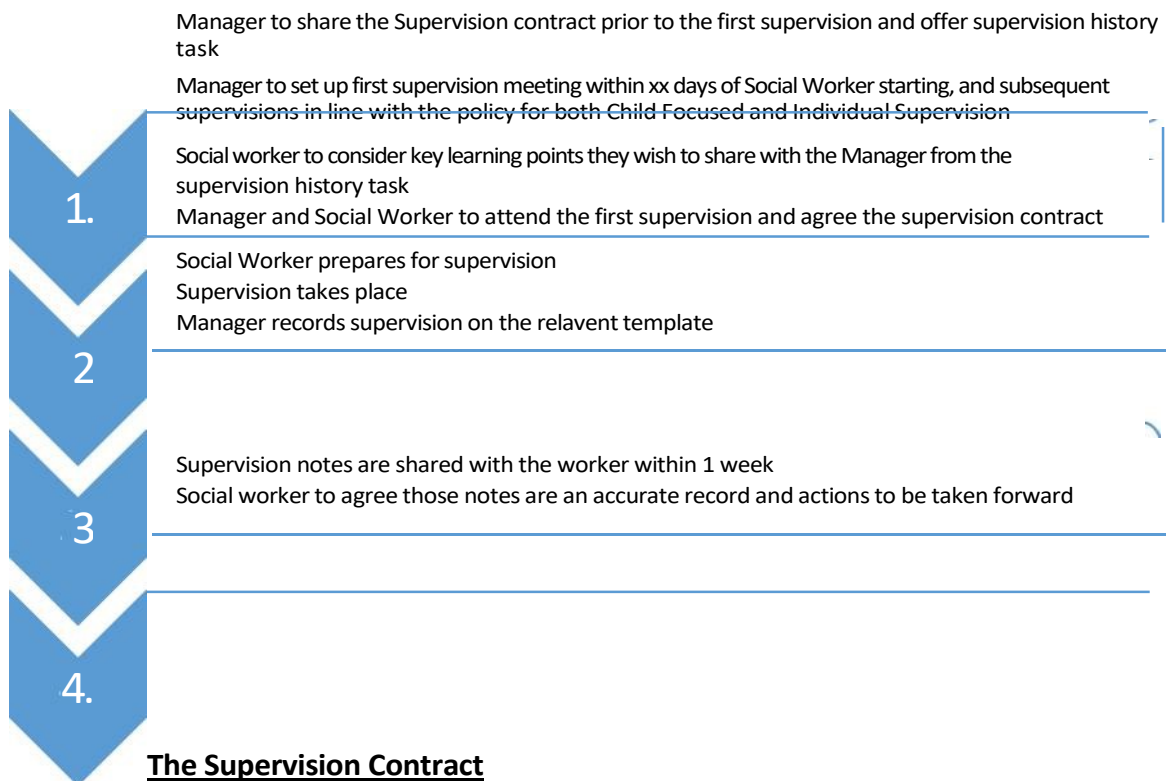 Manager to share the Supervision contract prior to the first supervision and offer supervision history
task
Manager to set up first supervision meeting within xx days of Social Worker starting, and subsequent
supervisions in line with the policy for both Child Focused and Individual Supervision
Social worker to consider key learning points they wish to share with the Manager from the
supervision history task
1.
Manager and Social Worker to attend the first supervision and agree the supervision contract
Social Worker prepares for supervision
Supervision takes place
Manager records supervision on the relavent template
2
Supervision notes are shared with the worker within 1 week
Social worker to agree those notes are an accurate record and actions to be taken forward
3
4.
The Supervision Contract